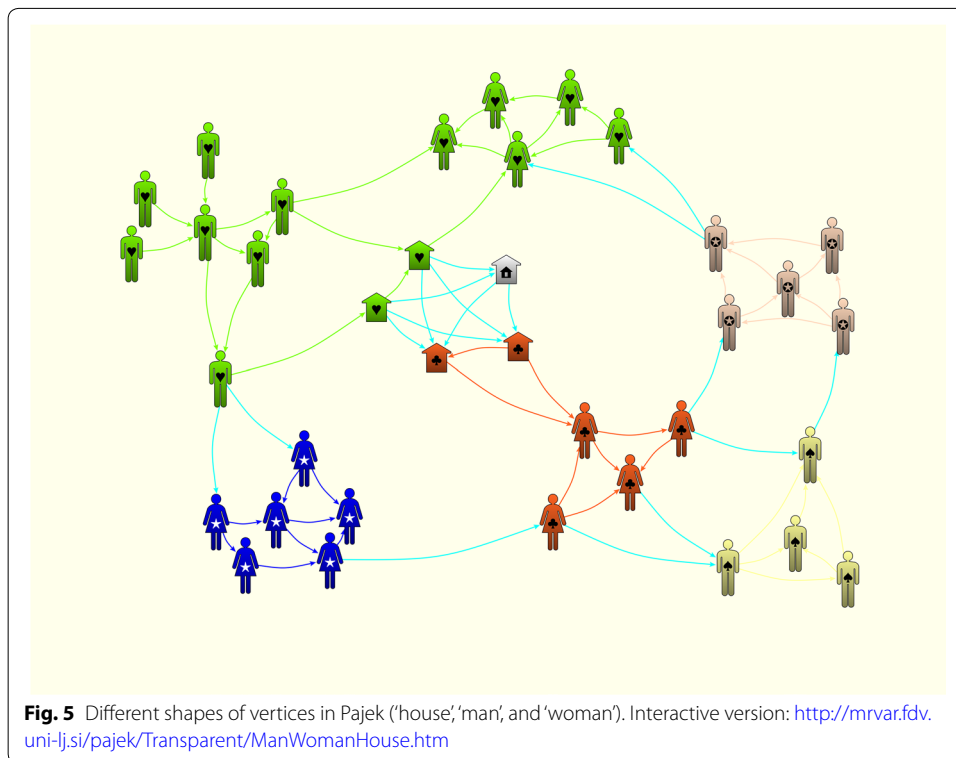 Fig. 5 Different shapes of vertices in Pajek (‘house’, ‘man’, and ‘woman’). Interactive version: http://mrvar.fdv.
uni-lj.si/pajek/Transparent/ManWomanHouse.htm